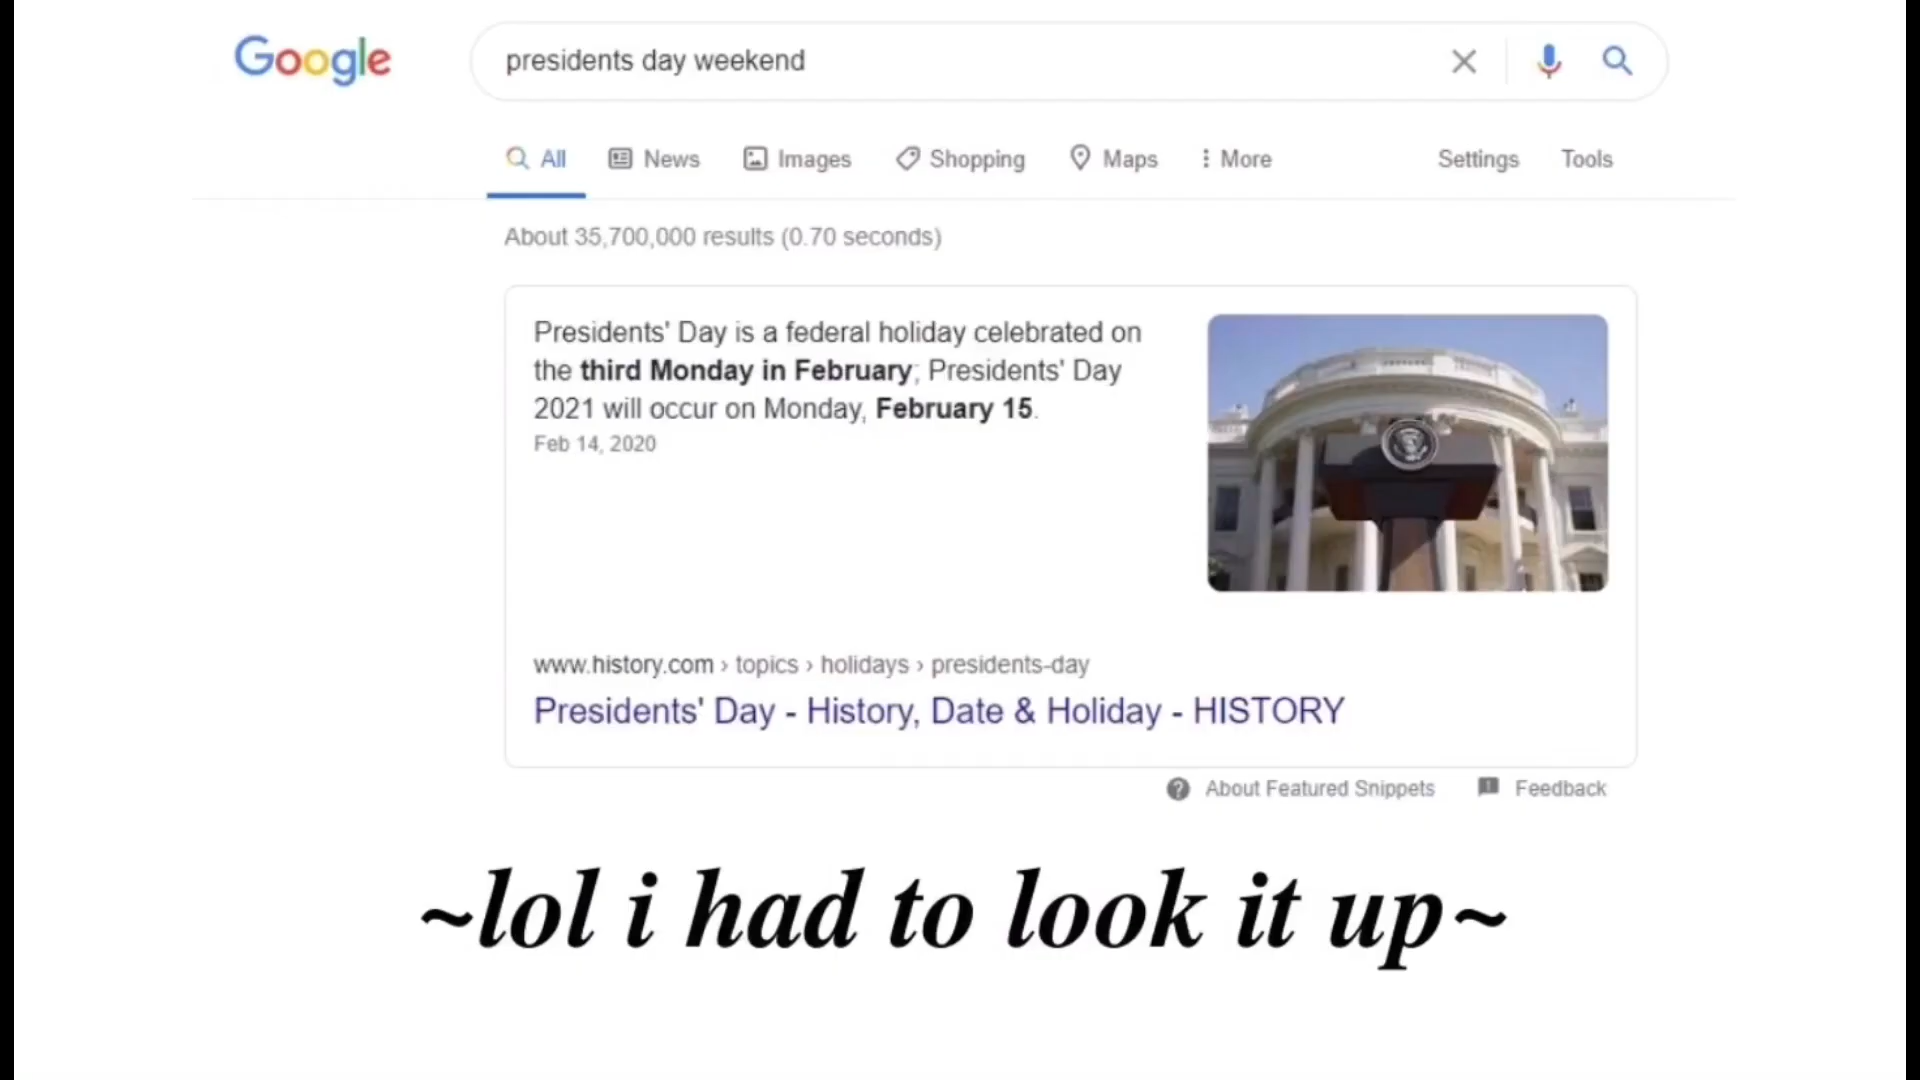 Google
presidents day weekend
All News Images Shopping Maps More Settings Tools
About 35,700,000 results (0.70 seconds)
Presidents' Day is a federal holiday celebrated on
the third Monday in February; Presidents' Day
2021 will occur on Monday, February 15.
Feb 14, 2020
www.history.com › topics › holidays › presidents-day
Presidents' Day - History, Date & Holiday - HISTORY
About Featured Snippets Feedback
~lol i had to look it up~